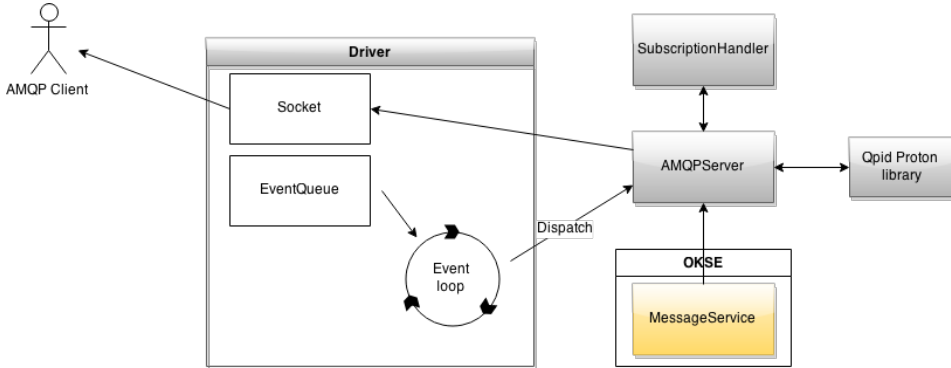 AMQP Client
Driver
Socket
EventQueue
Event
loop
Dispatch
SubscriptionHandler
AMQPServer
Qpid Proton
library
OKSE
MessageService